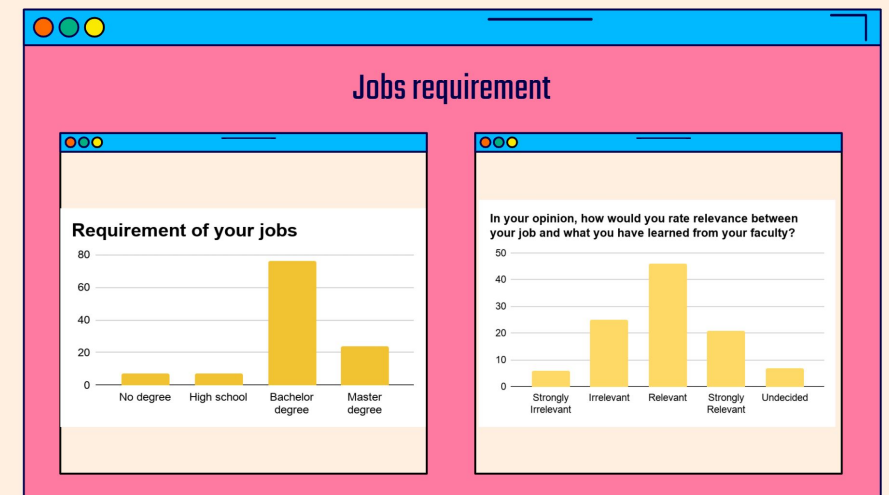 Jobs requirement
Requirement of your jobs
80
60
40
20
0
No degree
High school
Bachelor
degree
Master
degree
In your opinion, how would you rate relevance between
your job and what you have learned from your faculty?
50
40
30
20
10
0
Strongly
Irrelevant
Irrelevant
Relevant
Strongly
Relevant
Undecided